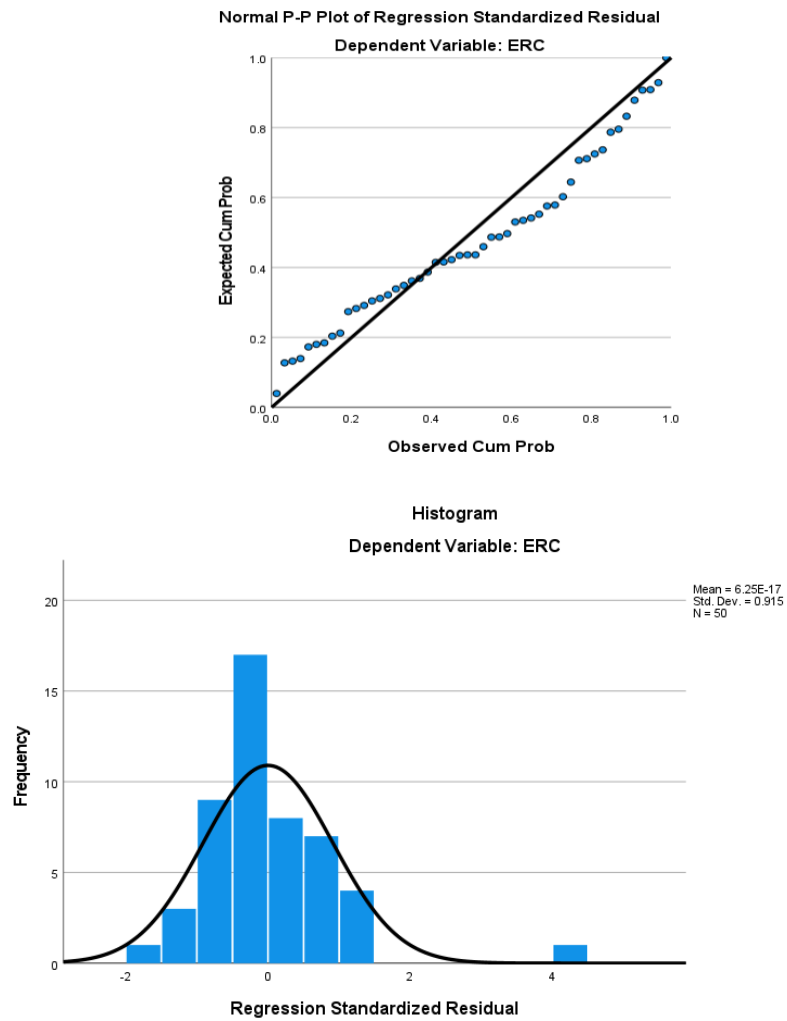 Normal P-P Plot of Regression Standardized Residual
Dependent Variable: ERC
1.0
0.8
0.6
0.4
0.2
0.0
Expected Cum Prob
0.0 0.2 0.4 0.6 0.8 1.0
Observed Cum Prob
Histogram
Dependent Variable: ERC
Mean = 6.25E-17
Std. Dev. = 0.915
N = 50
20
15
10
5
0
Frequency
-2 0 2 4
Regression Standardized Residual